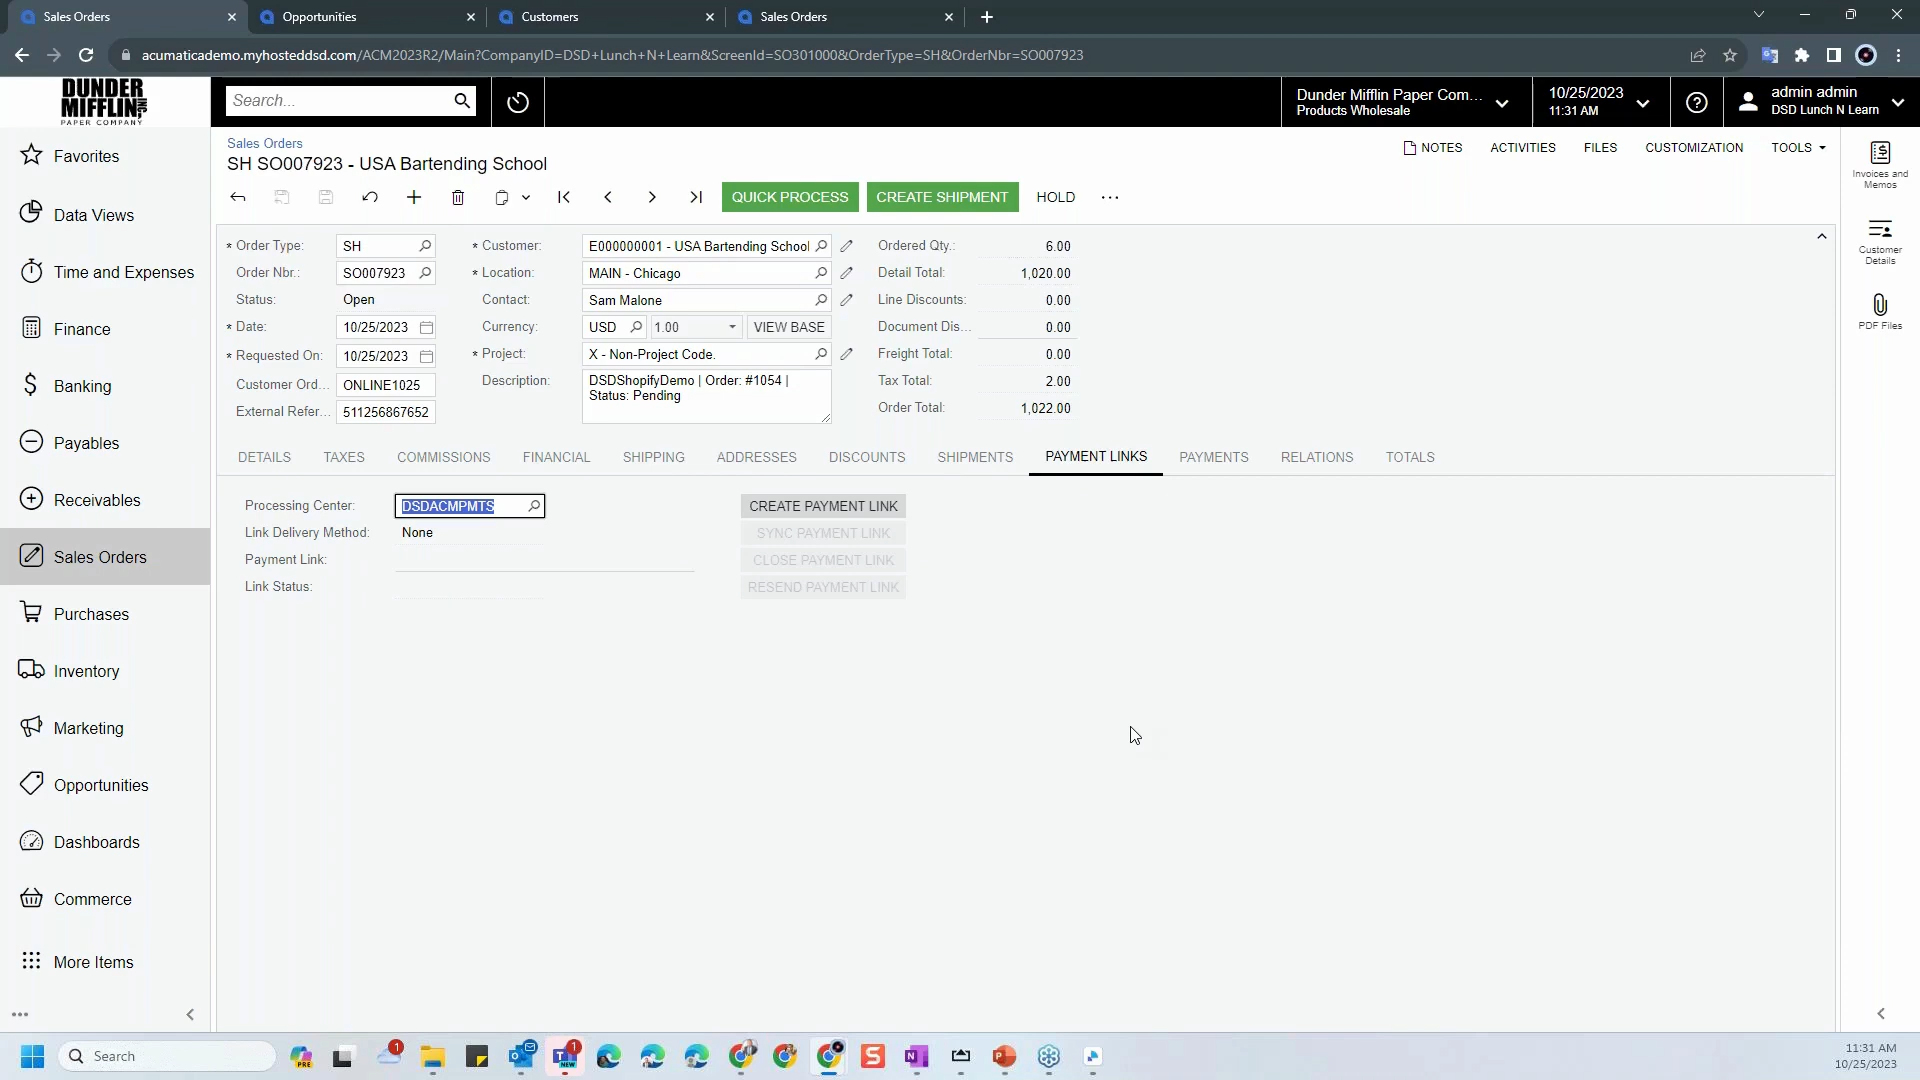 Sales Orders
Opportunities
Customers
Sales Orders
acumaticademo.myhosteddsd.com/ACM2023R2/Main?CompanyID=DSD+Lunch+N+Learn&ScreenId=SO301000&OrderType=SH&OrderNbr=SO007923
DUNDER
MIFFLIN INC
PAPER COMPANY
Search...
Dunder Mifflin Paper Com...
Products Wholesale
10/25/2023
11:31 AM
admin admin
DSD Lunch N Learn
Favorites
Data Views
Time and Expenses
Finance
Banking
Payables
Receivables
Sales Orders
Purchases
Inventory
Marketing
Opportunities
Dashboards
Commerce
More Items
Sales Orders
SH SO007923 - USA Bartending School
NOTES ACTIVITIES FILES CUSTOMIZATION TOOLS
QUICK PROCESS CREATE SHIPMENT HOLD
* Order Type: SH
Order Nbr.: SO007923
Status: Open
* Date: 10/25/2023
* Requested On: 10/25/2023
Customer Ord... ONLINE1025
External Refer... 511256867652
* Customer: E000000001 - USA Bartending School
* Location: MAIN - Chicago
Contact: Sam Malone
Currency: USD 1.00 VIEW BASE
* Project: X - Non-Project Code.
Description: DSDShopifyDemo | Order: #1054 |
Status: Pending
Ordered Qty.: 6.00
Detail Total: 1,020.00
Line Discounts: 0.00
Document Dis... 0.00
Freight Total: 0.00
Tax Total: 2.00
Order Total: 1,022.00
DETAILS TAXES COMMISSIONS FINANCIAL SHIPPING ADDRESSES DISCOUNTS SHIPMENTS PAYMENT LINKS PAYMENTS RELATIONS TOTALS
Processing Center: DSDACMPMTS
Link Delivery Method: None
Payment Link:
Link Status:
CREATE PAYMENT LINK
SYNC PAYMENT LINK
CLOSE PAYMENT LINK
RESEND PAYMENT LINK
Invoices and
Memos
Customer
Details
PDF Files
Search
PRE
1
1
NEW
11:31 AM
10/25/2023